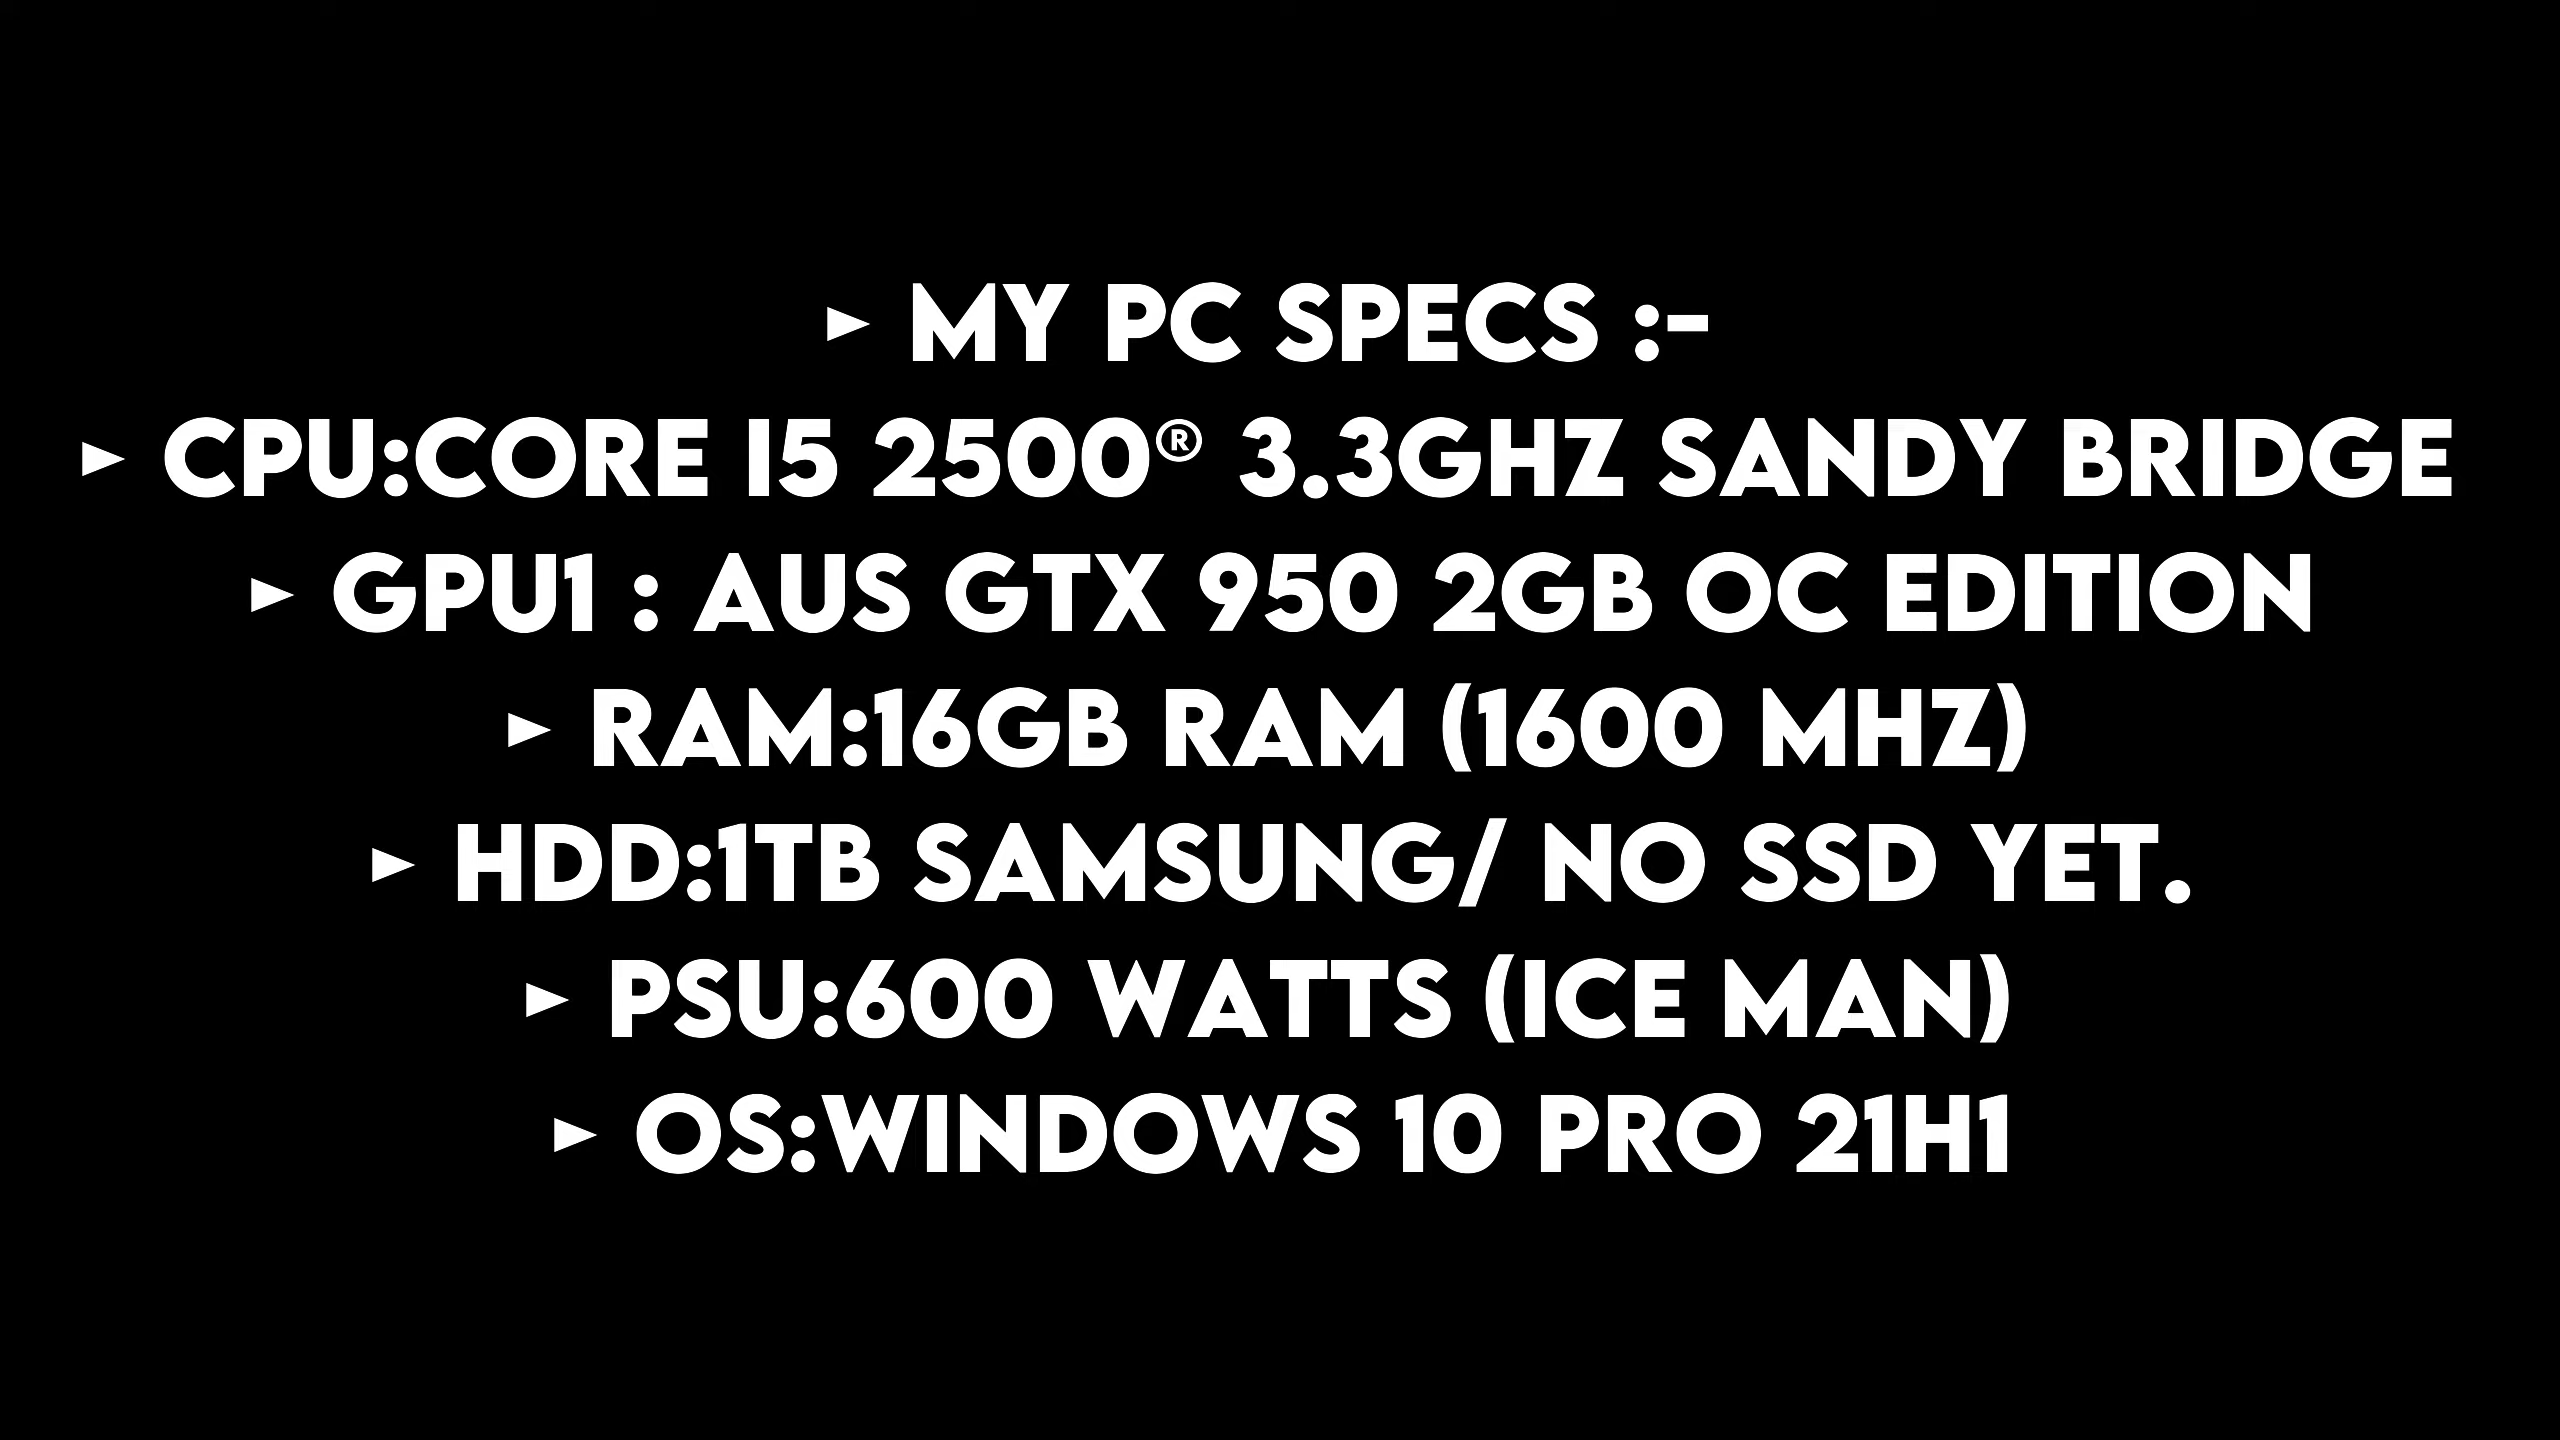 ► MY PC SPECS :-
► CPU:CORE I5 2500® 3.3GHZ SANDY BRIDGE
► GPU1 : AUS GTX 950 2GB OC EDITION
► RAM:16GB RAM (1600 MHZ)
► HDD:1TB SAMSUNG/ NO SSD YET.
► PSU:600 WATTS (ICE MAN)
► OS:WINDOWS 10 PRO 21H1